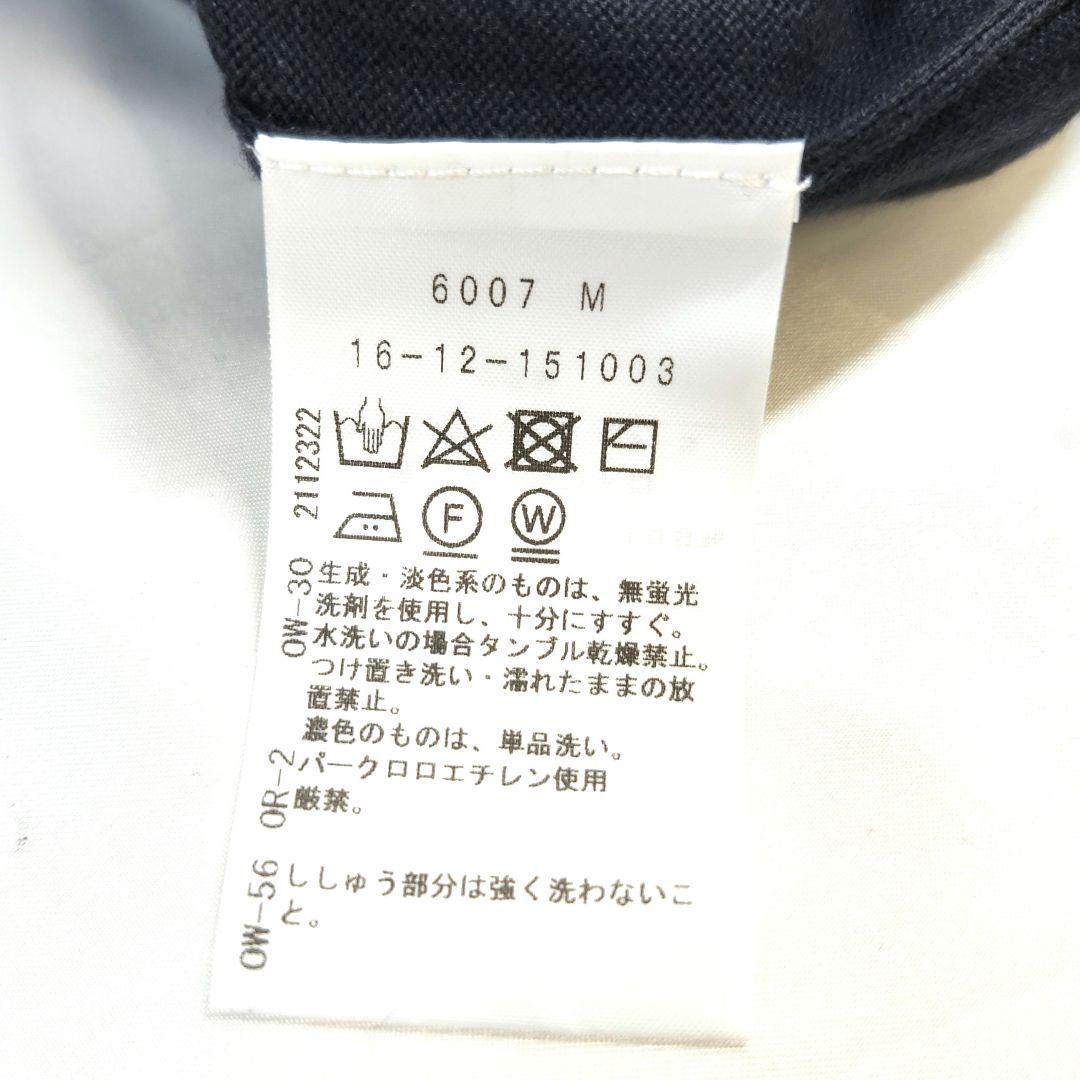 6007 M
16-12-151003
2112322
F
W
OW-30
生成・淡色系のものは、無蛍光
洗剤を使用し、十分にすすぐ。
水洗いの場合タンブル乾燥禁止。
つけ置き洗い・濡れたままの放
置禁止。
濃色のものは、単品洗い。
OR-2
パークロロエチレン使用
厳禁。
OW-56
ししゅう部分は強く洗わないこ
と。